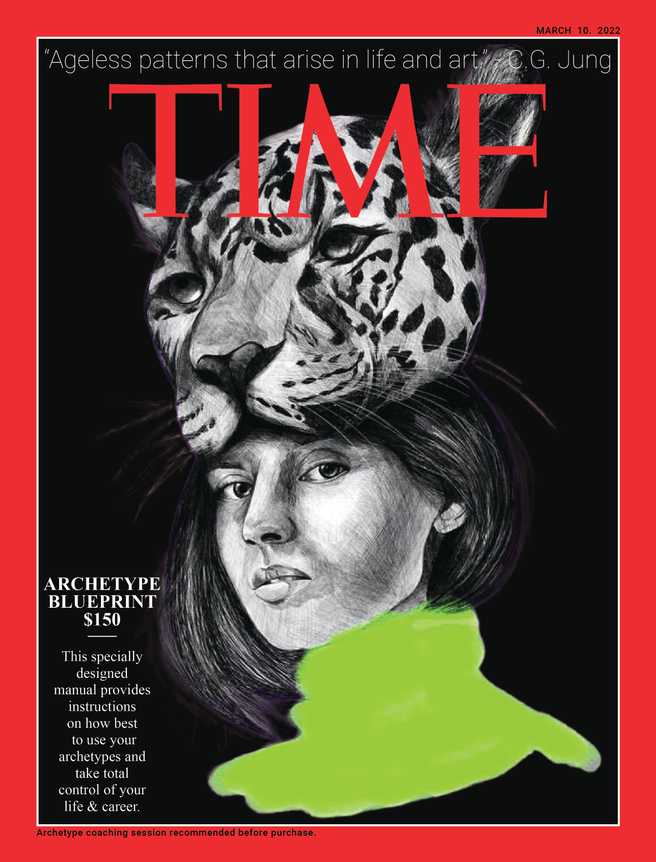 MARCH 10. 2022
“Ageless patterns that arise in life and art.” - C.G. Jung
TIME
ARCHETYPE
BLUEPRINT
$150
This specially
designed
manual provides
instructions
on how best
to use your
archetypes and
take total
control of your
life & career.
Archetype coaching session recommended before purchase.